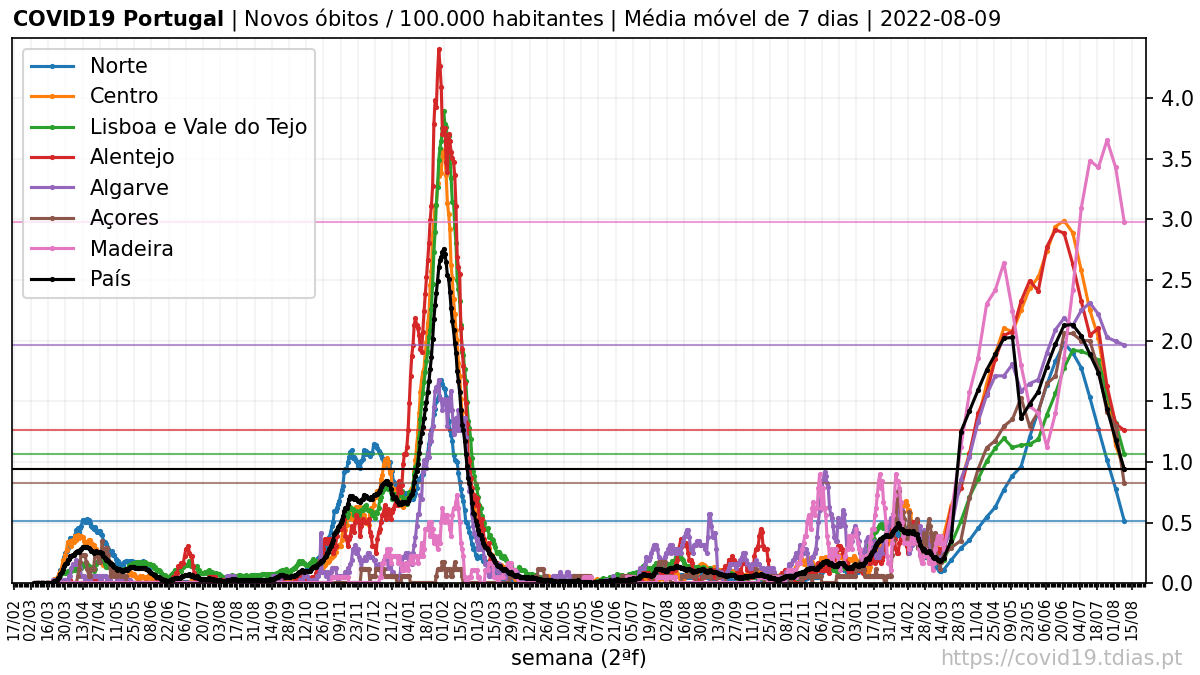 COVID19 Portugal | Novos óbitos / 100.000 habitantes | Média móvel de 7 dias | 2022-08-09
Norte
Centro
Lisboa e Vale do Tejo
Alentejo
Algarve
Açores
Madeira
País
4.0
3.5
3.0
2.5
2.0
1.5
1.0
0.5
0.0
17/02 02/03 16/03 30/03 13/04 27/04 11/05 25/05 08/06 22/06 06/07 20/07 03/08 17/08 31/08 14/09 28/09 12/10 26/10 09/11 23/11 07/12 21/12 04/01 18/01 01/02 15/02 01/03 15/03 29/03 12/04 26/04 10/05 24/05 07/06 21/06 05/07 19/07 02/08 16/08 30/08 13/09 27/09 11/10 25/10 08/11 22/11 06/12 20/12 03/01 17/01 31/01 14/02 28/02 14/03 28/03 11/04 25/04 09/05 23/05 06/06 20/06 04/07 18/07 01/08 15/08
semana (2ªf)
https://covid19.tdias.pt